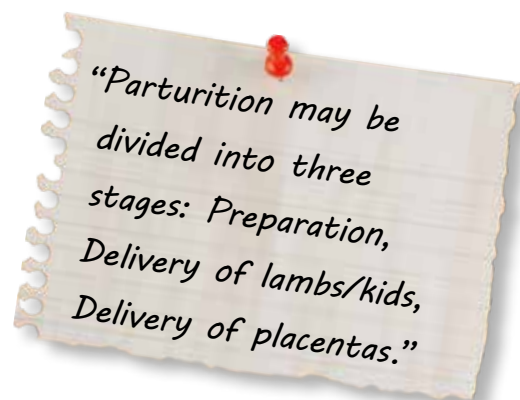 “Parturition may be
divided into three
stages: Preparation,
Delivery of lambs/kids,
Delivery of placentas.”